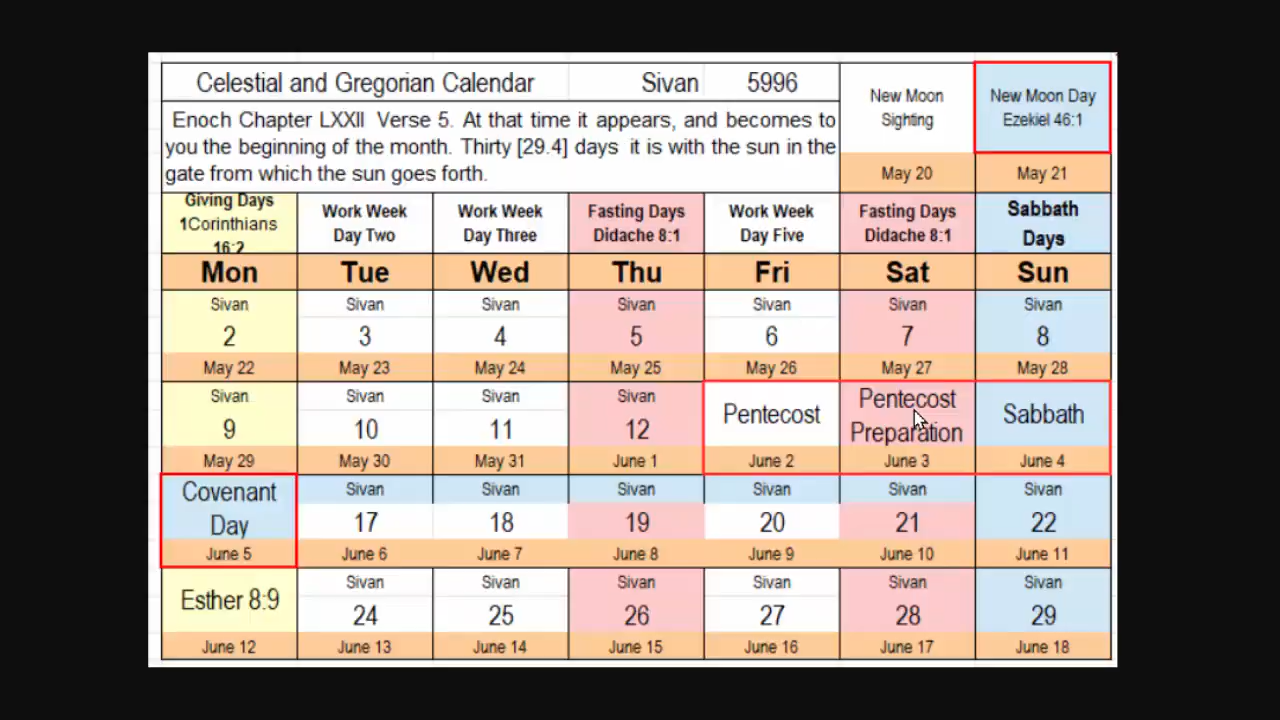 Celestial and Gregorian Calendar Sivan 5996
Enoch Chapter LXXII Verse 5. At that time it appears, and becomes to
you the beginning of the month. Thirty [29.4] days it is with the sun in the
gate from which the sun goes forth.
New Moon
Sighting
May 20
New Moon Day
Ezekiel 46:1
May 21
Giving Days
1Corinthians
16:2
Work Week
Day Two
Work Week
Day Three
Fasting Days
Didache 8:1
Work Week
Day Five
Fasting Days
Didache 8:1
Sabbath
Days
Mon Tue Wed Thu Fri Sat Sun
Sivan Sivan Sivan Sivan Sivan Sivan Sivan
2 3 4 5 6 7 8
May 22 May 23 May 24 May 25 May 26 May 27 May 28
Sivan Sivan Sivan Sivan
9 10 11 12
Pentecost
Pentecost
Preparation
Sabbath
May 29 May 30 May 31 June 1 June 2 June 3 June 4
Covenant
Day
Sivan Sivan Sivan Sivan Sivan Sivan
17 18 19 20 21 22
June 5 June 6 June 7 June 8 June 9 June 10 June 11
Esther 8:9
Sivan Sivan Sivan Sivan Sivan Sivan
24 25 26 27 28 29
June 12 June 13 June 14 June 15 June 16 June 17 June 18